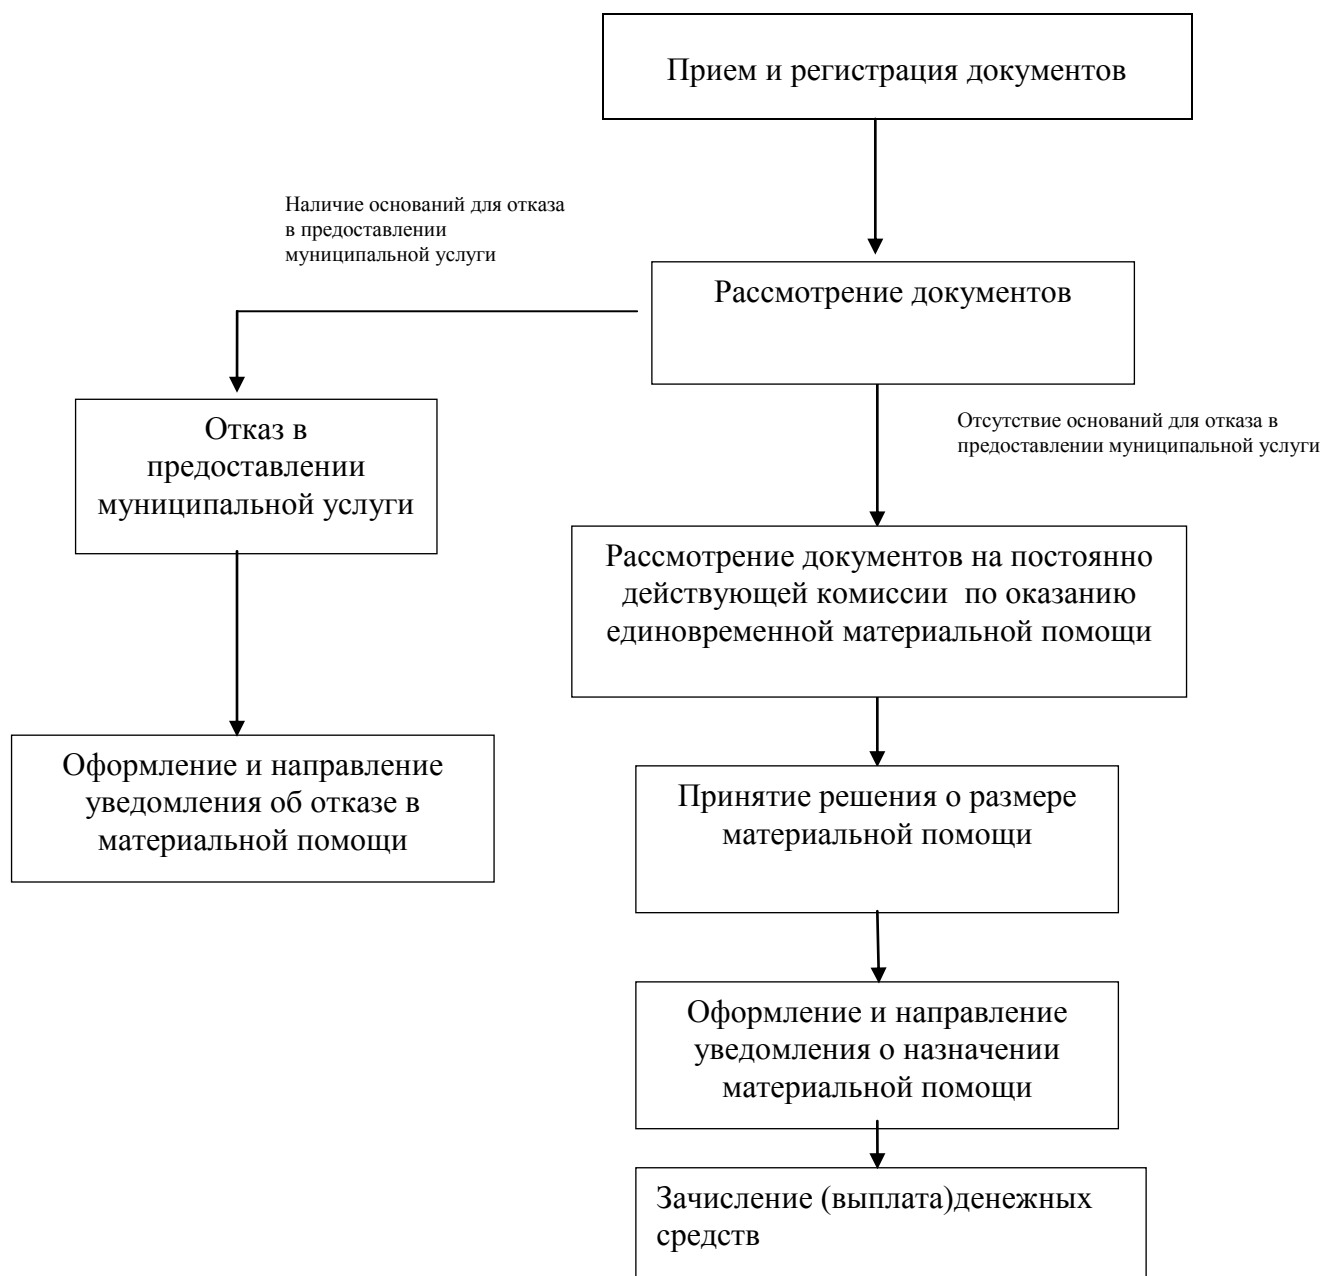 Прием и регистрация документов
Наличие оснований для отказа
в предоставлении
муниципальной услуги
Рассмотрение документов
Отказ в
предоставлении
муниципальной услуги
Отсутствие оснований для отказа в
предоставлении муниципальной услуги
Рассмотрение документов на постоянно
действующей комиссии  по оказанию
единовременной материальной помощи
Оформление и направление
уведомления об отказе в
материальной помощи
Принятие решения о размере
материальной помощи
Оформление и направление
уведомления о назначении
материальной помощи
Зачисление (выплата)денежных
средств